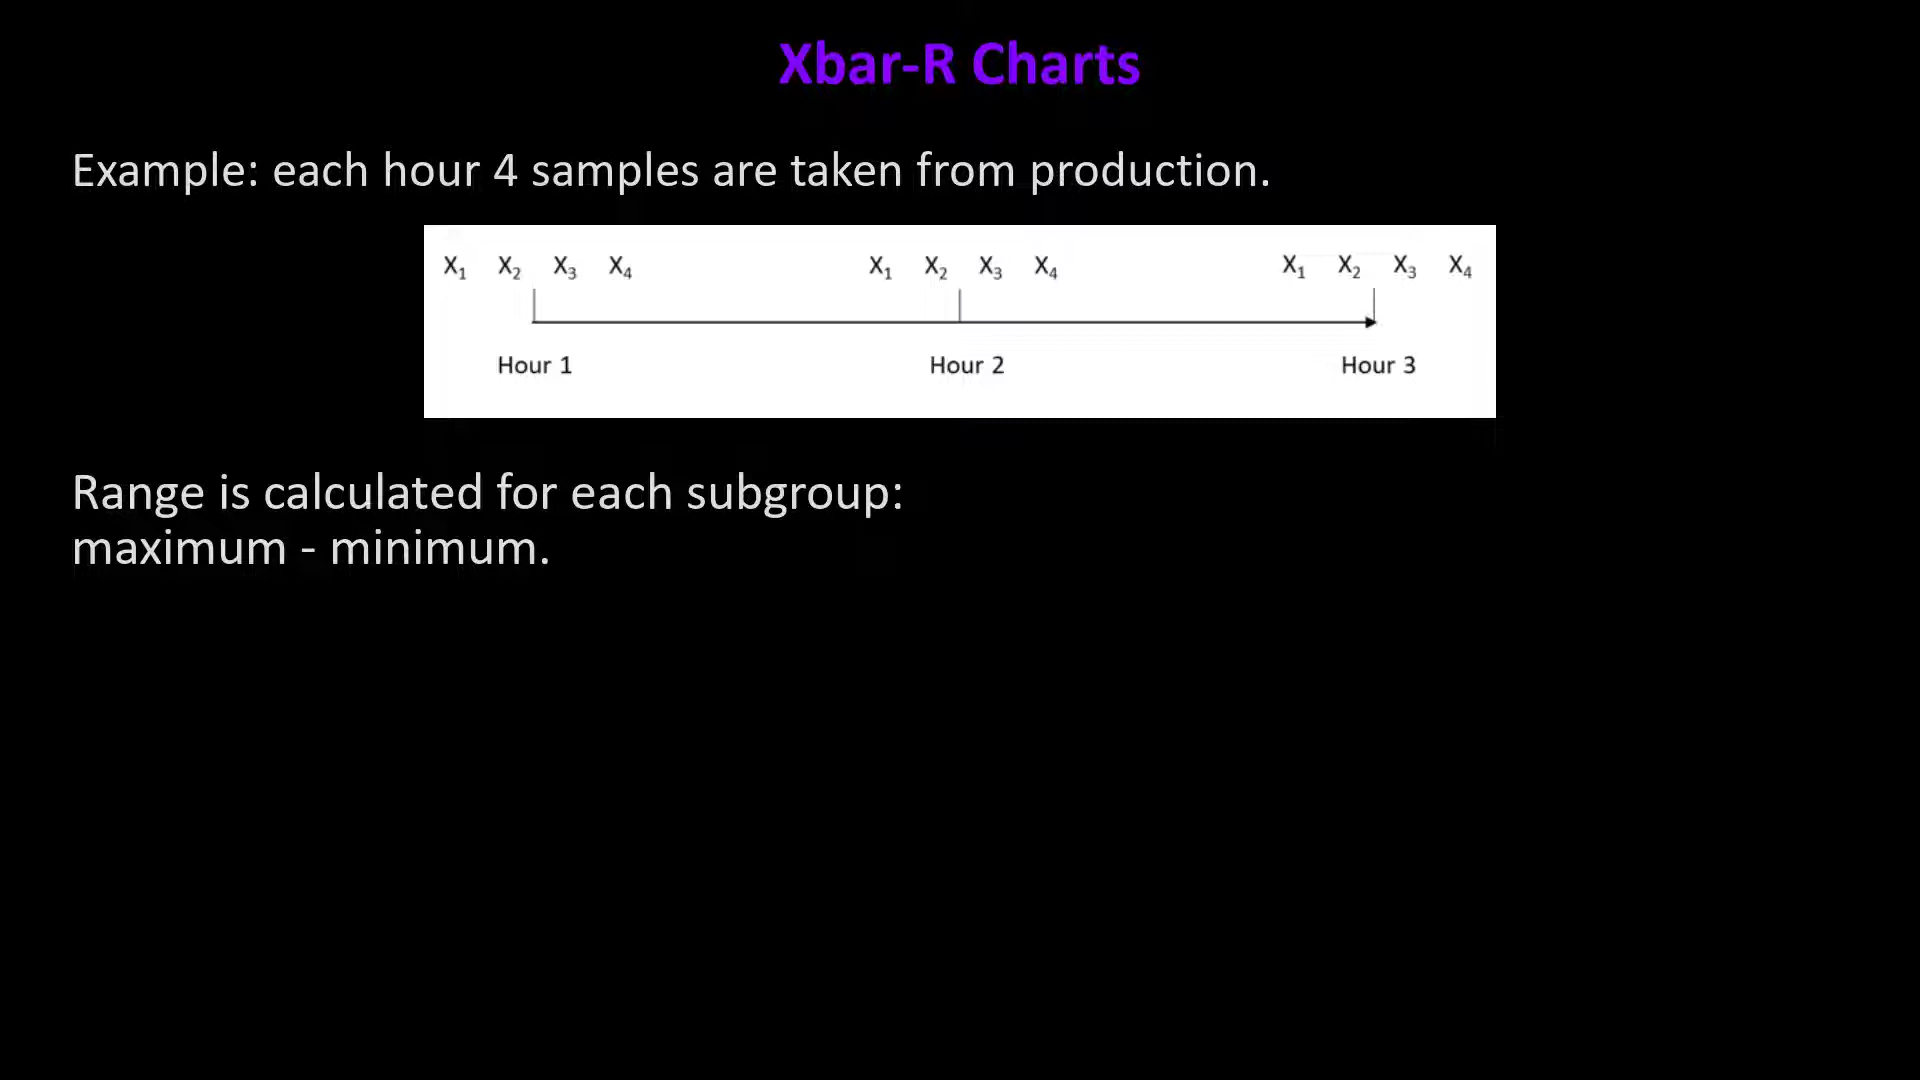 Xbar-R Charts
Example: each hour 4 samples are taken from production.
X₁ X₂ X₃ X₄ X₁ X₂ X₃ X₄ X₁ X₂ X₃ X₄
Hour 1 Hour 2 Hour 3
Range is calculated for each subgroup:
maximum - minimum.